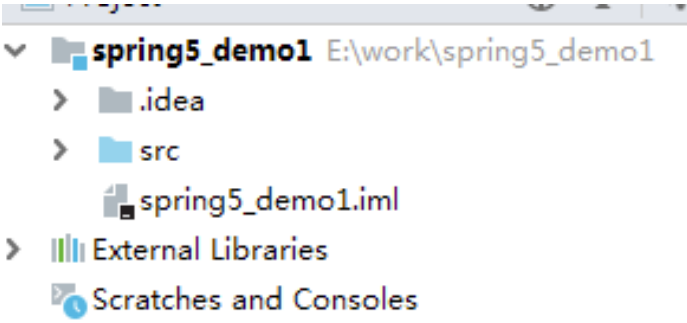 spring5_demo1 E:\work\spring5_demo1
.idea
src
spring5_demo1.iml
External Libraries
Scratches and Consoles